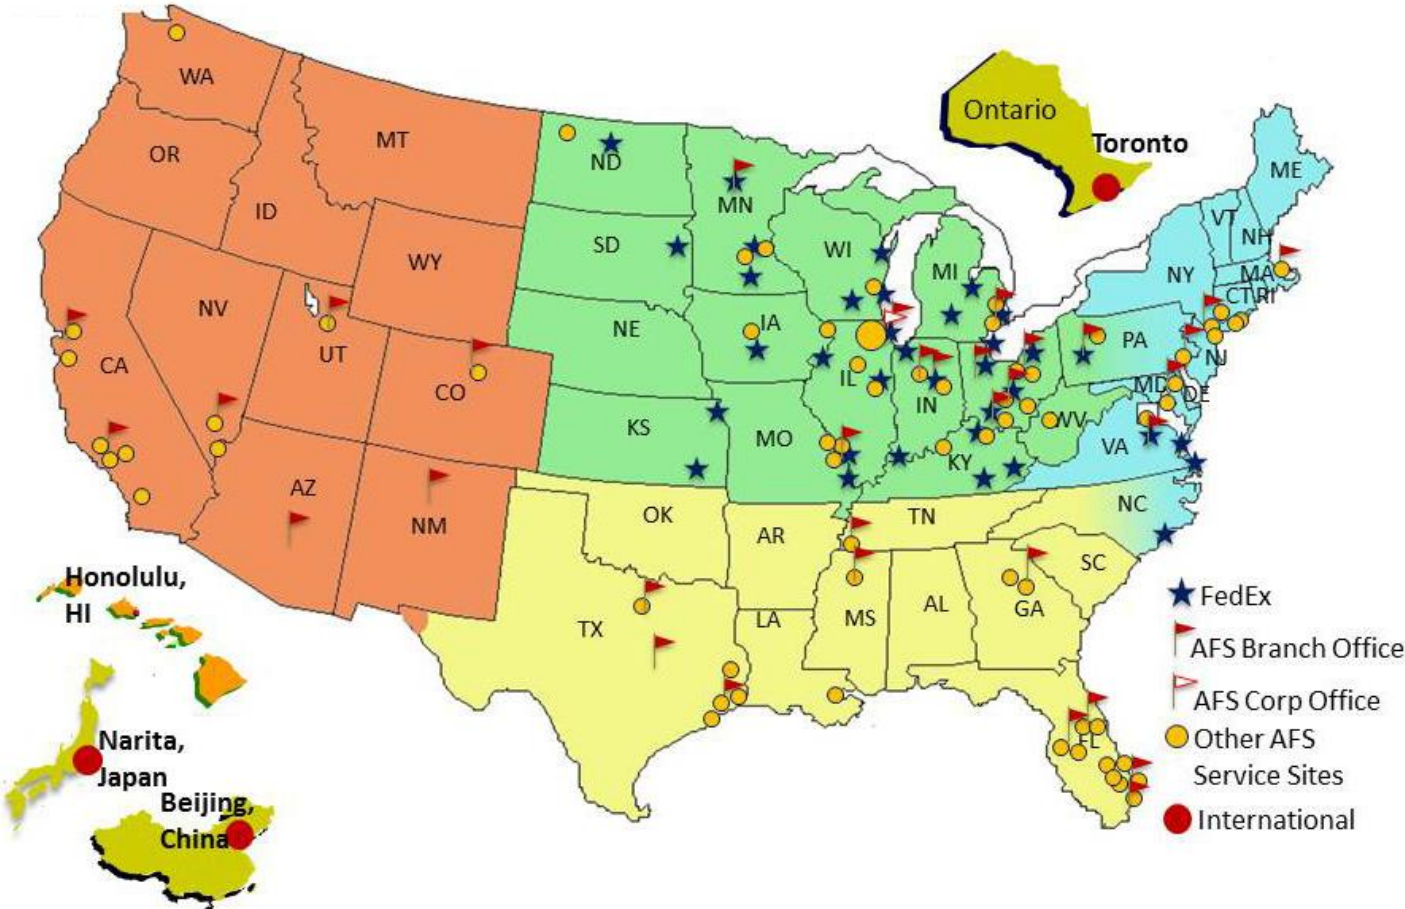 WA
OR
MT
ID
WY
NV
UT
CA
CO
AZ
NM
ND
SD
NE
KS
MN
IA
MO
WI
IL
MI
IN
KY
WV
OK
TX
AR
LA
TN
MS
AL
GA
SC
FL
NC
VA
PA
NY
VT
NH
ME
MA
CT
RI
NJ
MD
DE
Ontario
Toronto
Honolulu,
HI
Narita,
Japan
Beijing,
China
FedEx
AFS Branch Office
AFS Corp Office
Other AFS
Service Sites
International